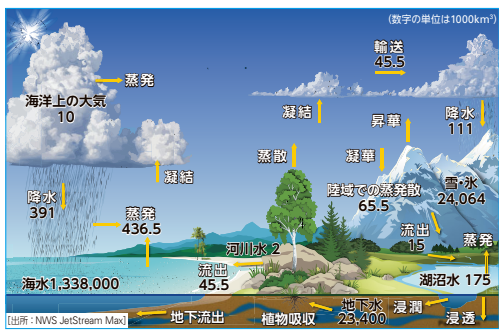 (数字の単位は1000km³)
輸送
45.5
蒸発
海洋上の大気
10
凝結
昇華
降水
111
蒸散
凝華
凝結
陸域での蒸発散
65.5
雪・氷
24,064
降水
391
蒸発
436.5
流出
15
蒸発
河川水 2
流出
45.5
海水1,338,000
湖沼水 175
地下流出
植物吸収
地下水
23,400
浸潤
浸透
[出所:NWS JetStream Max]